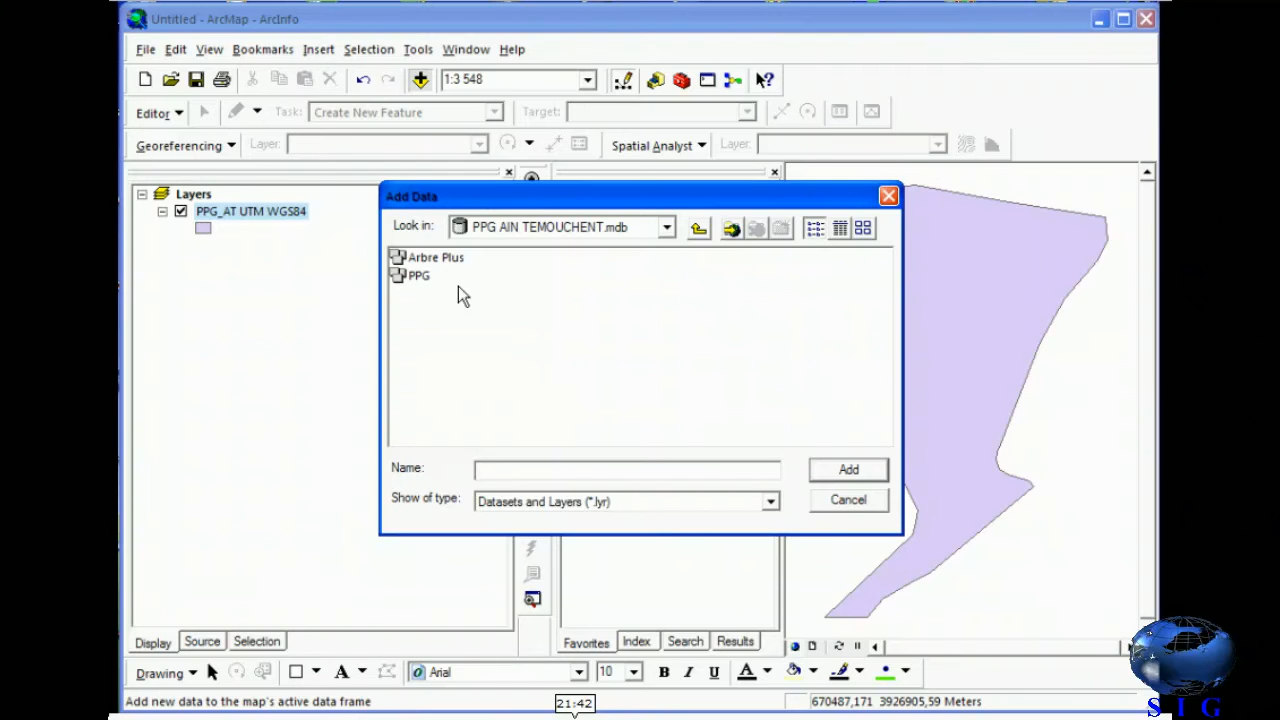 Untitled - ArcMap - ArcInfo
File Edit View Bookmarks Insert Selection Tools Window Help
1:3 548
Editor Task: Create New Feature Target:
Georeferencing Layer: Spatial Analyst Layer:
Layers
PPG_AT UTM WGS84
Add Data
Look in: PPG AIN TEMOUCHENT.mdb
Arbre Plus
PPG
Name: Add
Show of type: Datasets and Layers (*.lyr) Cancel
Display Source Selection
Favorites Index Search Results
Drawing A Arial 10 B I U A
Add new data to the map's active data frame
21:42
670487,171 3926905,59 Meters
S I G